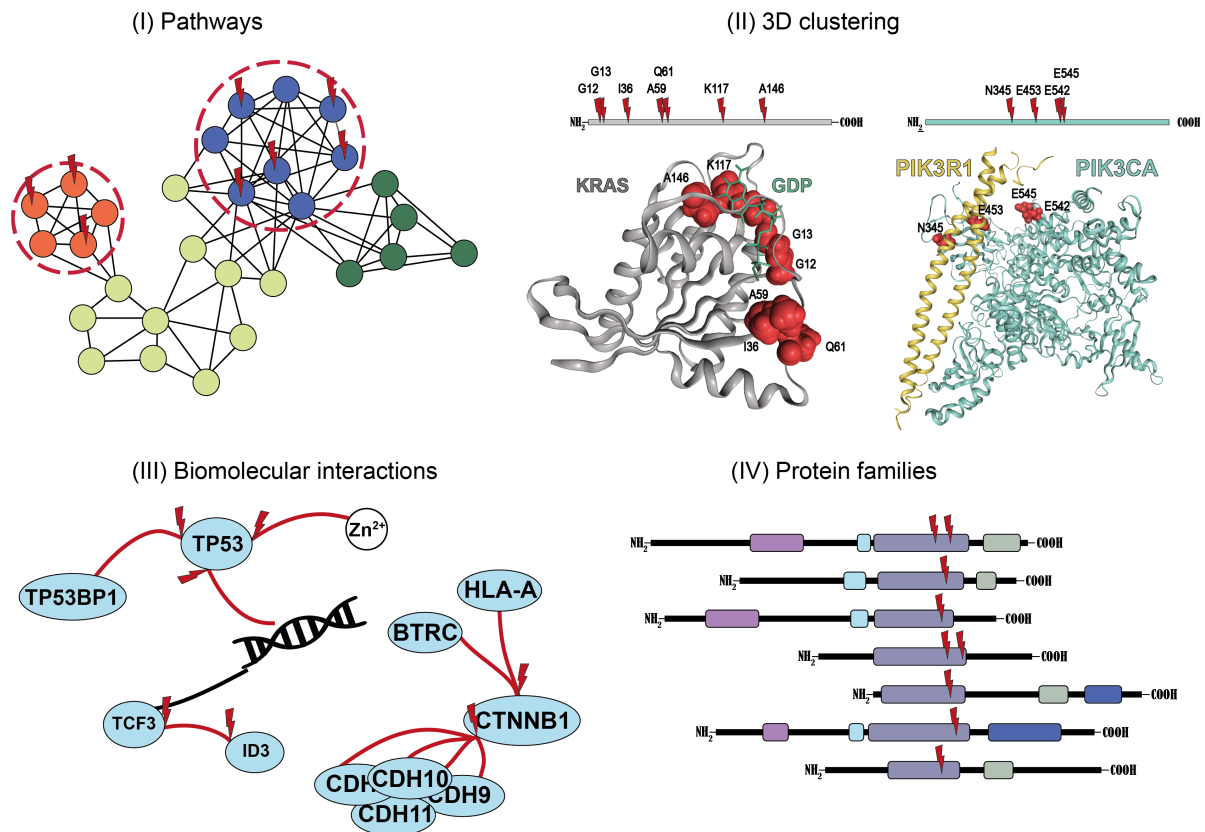 (I) Pathways
(II) 3D clustering
G13
G12
I36
Q61
A59
K117
A146
NH2
COOH
E545
N345
E453
E542
NH2
COOH
KRAS
A146
K117
GDP
G13
G12
A59
I36
Q61
PIK3R1
PIK3CA
E545
E542
E453
N345
(III) Biomolecular interactions
(IV) Protein families
TP53
Zn2+
TP53BP1
HLA-A
BTRC
TCF3
ID3
CTNNB1
CDH
CDH10
CDH9
CDH11
NH2
COOH
NH2
COOH
NH2
COOH
NH2
COOH
NH2
COOH
NH2
COOH
NH2
COOH